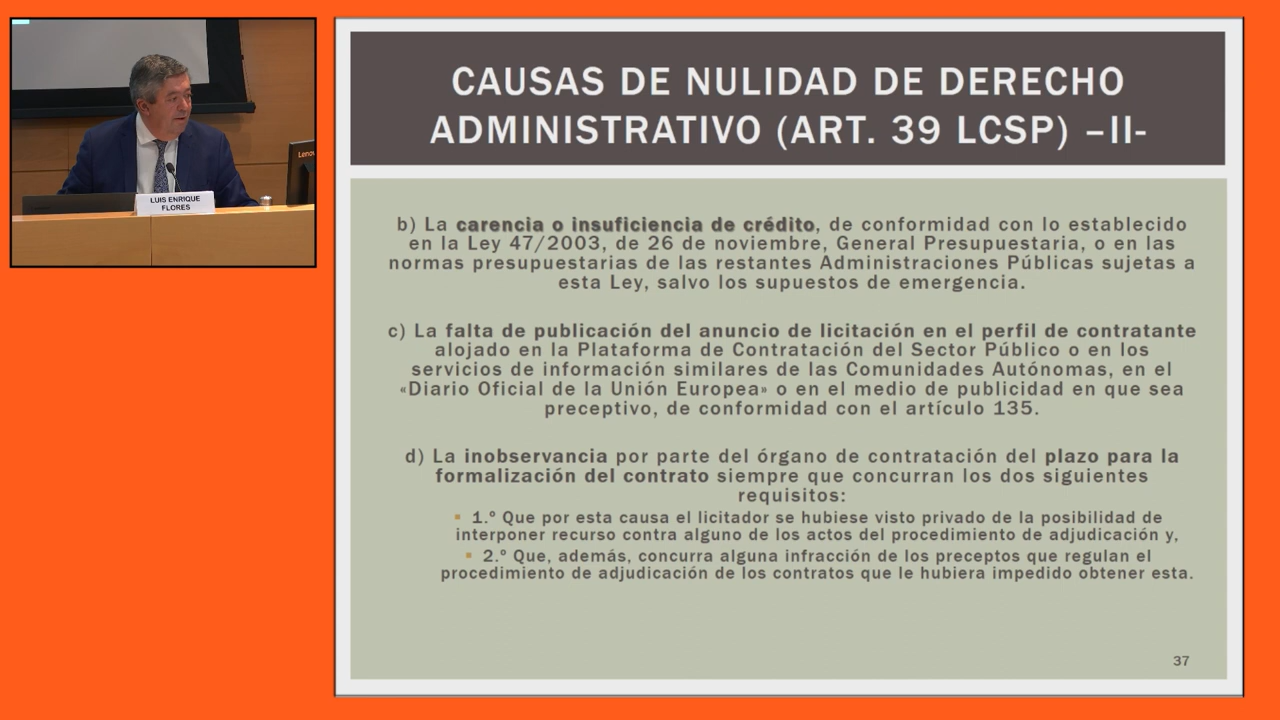 Lenov
LUIS ENRIQUE
FLORES
CAUSAS DE NULIDAD DE DERECHO
ADMINISTRATIVO (ART. 39 LCSP) –II-
b) La carencia o insuficiencia de crédito, de conformidad con lo establecido
en la Ley 47/2003, de 26 de noviembre, General Presupuestaria, o en las
normas presupuestarias de las restantes Administraciones Públicas sujetas a
esta Ley, salvo los supuestos de emergencia.
c) La falta de publicación del anuncio de licitación en el perfil de contratante
alojado en la Plataforma de Contratación del Sector Público o en los
servicios de información similares de las Comunidades Autónomas, en el
«Diario Oficial de la Unión Europea» o en el medio de publicidad en que sea
preceptivo, de conformidad con el artículo 135.
d) La inobservancia por parte del órgano de contratación del plazo para la
formalización del contrato siempre que concurran los dos siguientes
requisitos:
▪ 1.º Que por esta causa el licitador se hubiese visto privado de la posibilidad de
interponer recurso contra alguno de los actos del procedimiento de adjudicación y,
▪ 2.º Que, además, concurra alguna infracción de los preceptos que regulan el
procedimiento de adjudicación de los contratos que le hubiera impedido obtener esta.
37